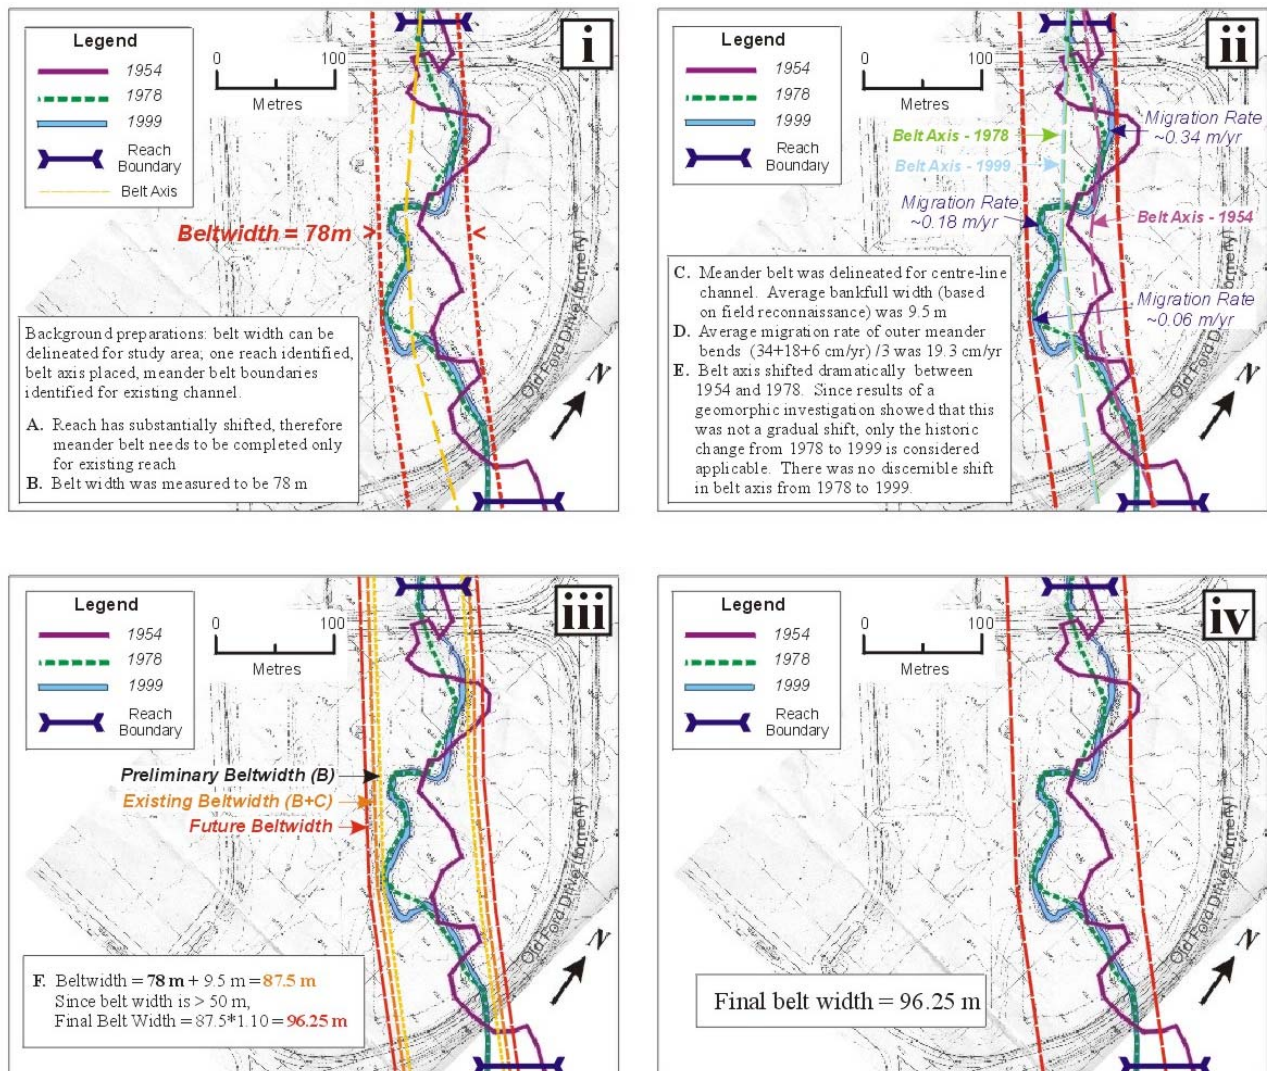 i
Legend
1954
1978
1999
Reach
Boundary
Belt Axis
0 100
Metres
Beltwidth = 78m > <
Background preparations: belt width can be
delineated for study area; one reach identified,
belt axis placed, meander belt boundaries
identified for existing channel.
A. Reach has substantially shifted, therefore
meander belt needs to be completed only
for existing reach
B. Belt width was measured to be 78 m
Old Ford Drive (formerly)
N
ii
Legend
1954
1978
1999
Reach
Boundary
0 100
Metres
Belt Axis - 1978
Belt Axis - 1999
Migration Rate
~0.34 m/yr
Migration Rate
~0.18 m/yr
Belt Axis - 1954
Migration Rate
~0.06 m/yr
C. Meander belt was delineated for centre-line
channel. Average bankfull width (based
on field reconnaissance) was 9.5 m
D. Average migration rate of outer meander
bends (34+18+6 cm/yr) /3 was 19.3 cm/yr
E. Belt axis shifted dramatically between
1954 and 1978. Since results of a
geomorphic investigation showed that this
was not a gradual shift, only the historic
change from 1978 to 1999 is considered
applicable. There was no discernible shift
in belt axis from 1978 to 1999.
Old Ford Drive (formerly)
N
iii
Legend
1954
1978
1999
Reach
Boundary
0 100
Metres
Preliminary Beltwidth (B)
Existing Beltwidth (B+C)
Future Beltwidth
F. Beltwidth = 78 m + 9.5 m = 87.5 m
Since belt width is > 50 m,
Final Belt Width = 87.5*1.10 = 96.25 m
Old Ford Drive (formerly)
N
iv
Legend
1954
1978
1999
Reach
Boundary
0 100
Metres
Final belt width = 96.25 m
Old Ford Drive (formerly)
N